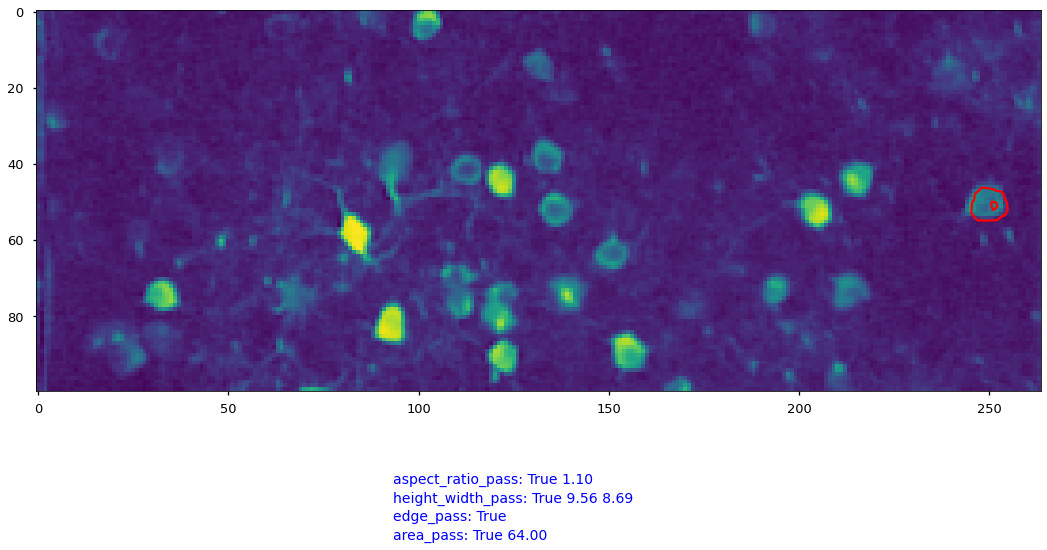 0
20
40
60
80
0 50 100 150 200 250
aspect_ratio_pass: True 1.10
height_width_pass: True 9.56 8.69
edge_pass: True
area_pass: True 64.00